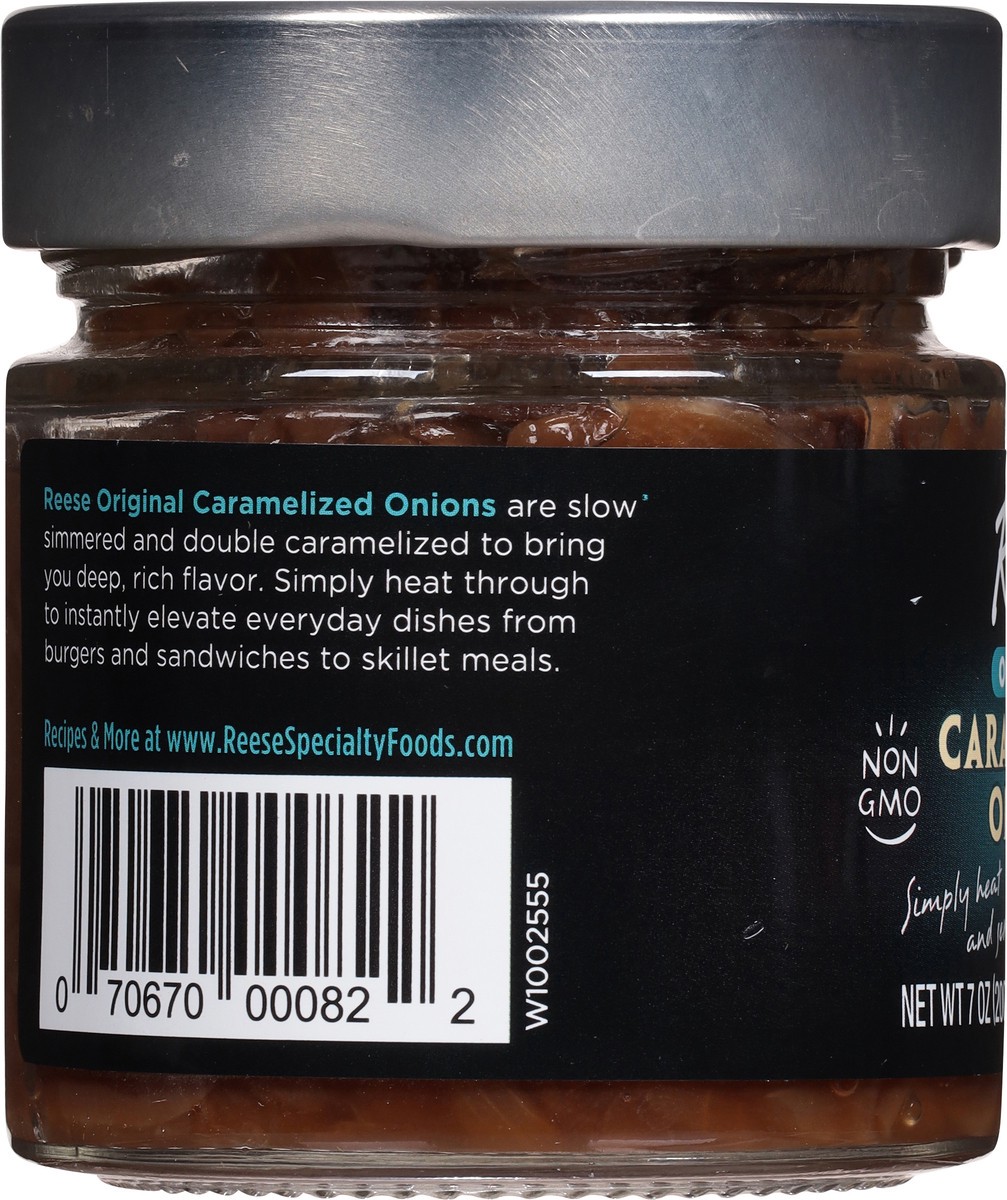 Reese Original Caramelized Onions are slow
simmered and double caramelized to bring
you deep, rich flavor. Simply heat through
to instantly elevate everyday dishes from
burgers and sandwiches to skillet meals.
Recipes & More at www.ReeseSpecialtyFoods.com
0 70670 00082 2
W1002555
NON
GMO
CARA
Simply heat
and
NET WT 7 OZ (20